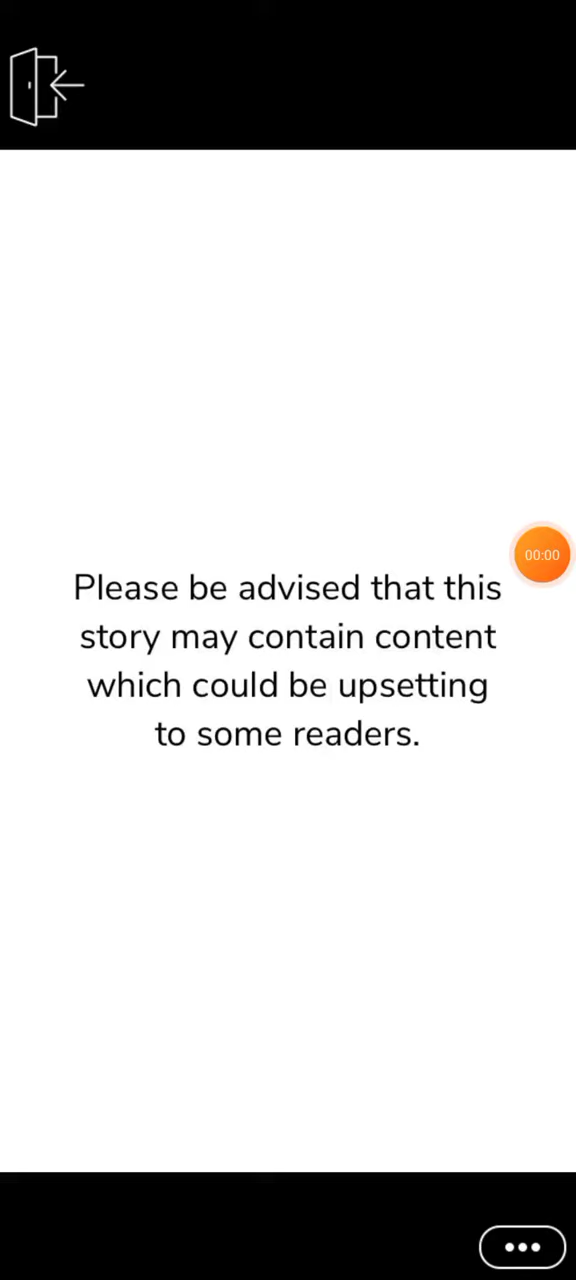 00:00
Please be advised that this
story may contain content
which could be upsetting
to some readers.